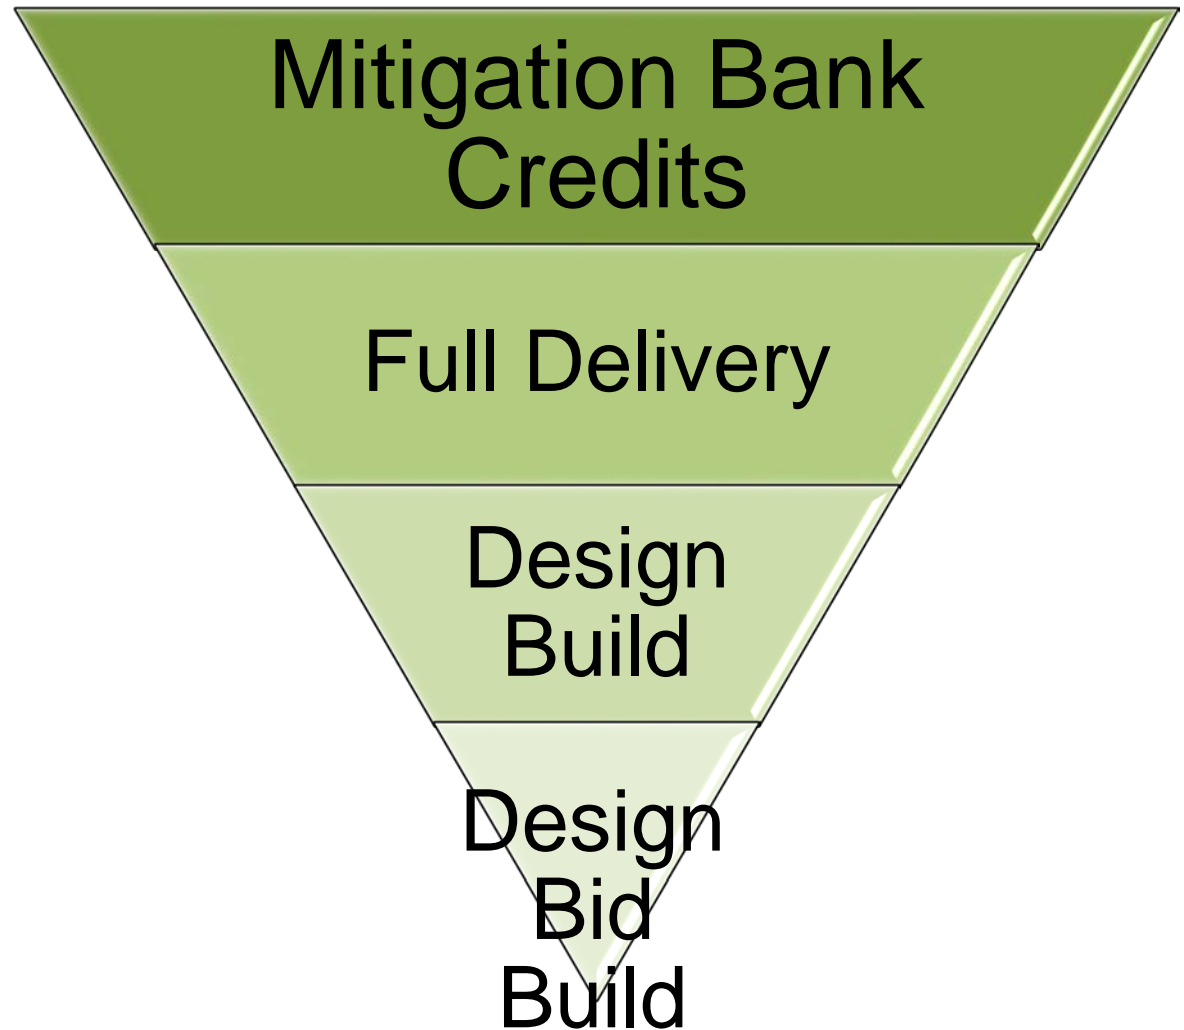 Mitigation Bank
Credits
Full Delivery
Design
Build
Design
Bid
Build